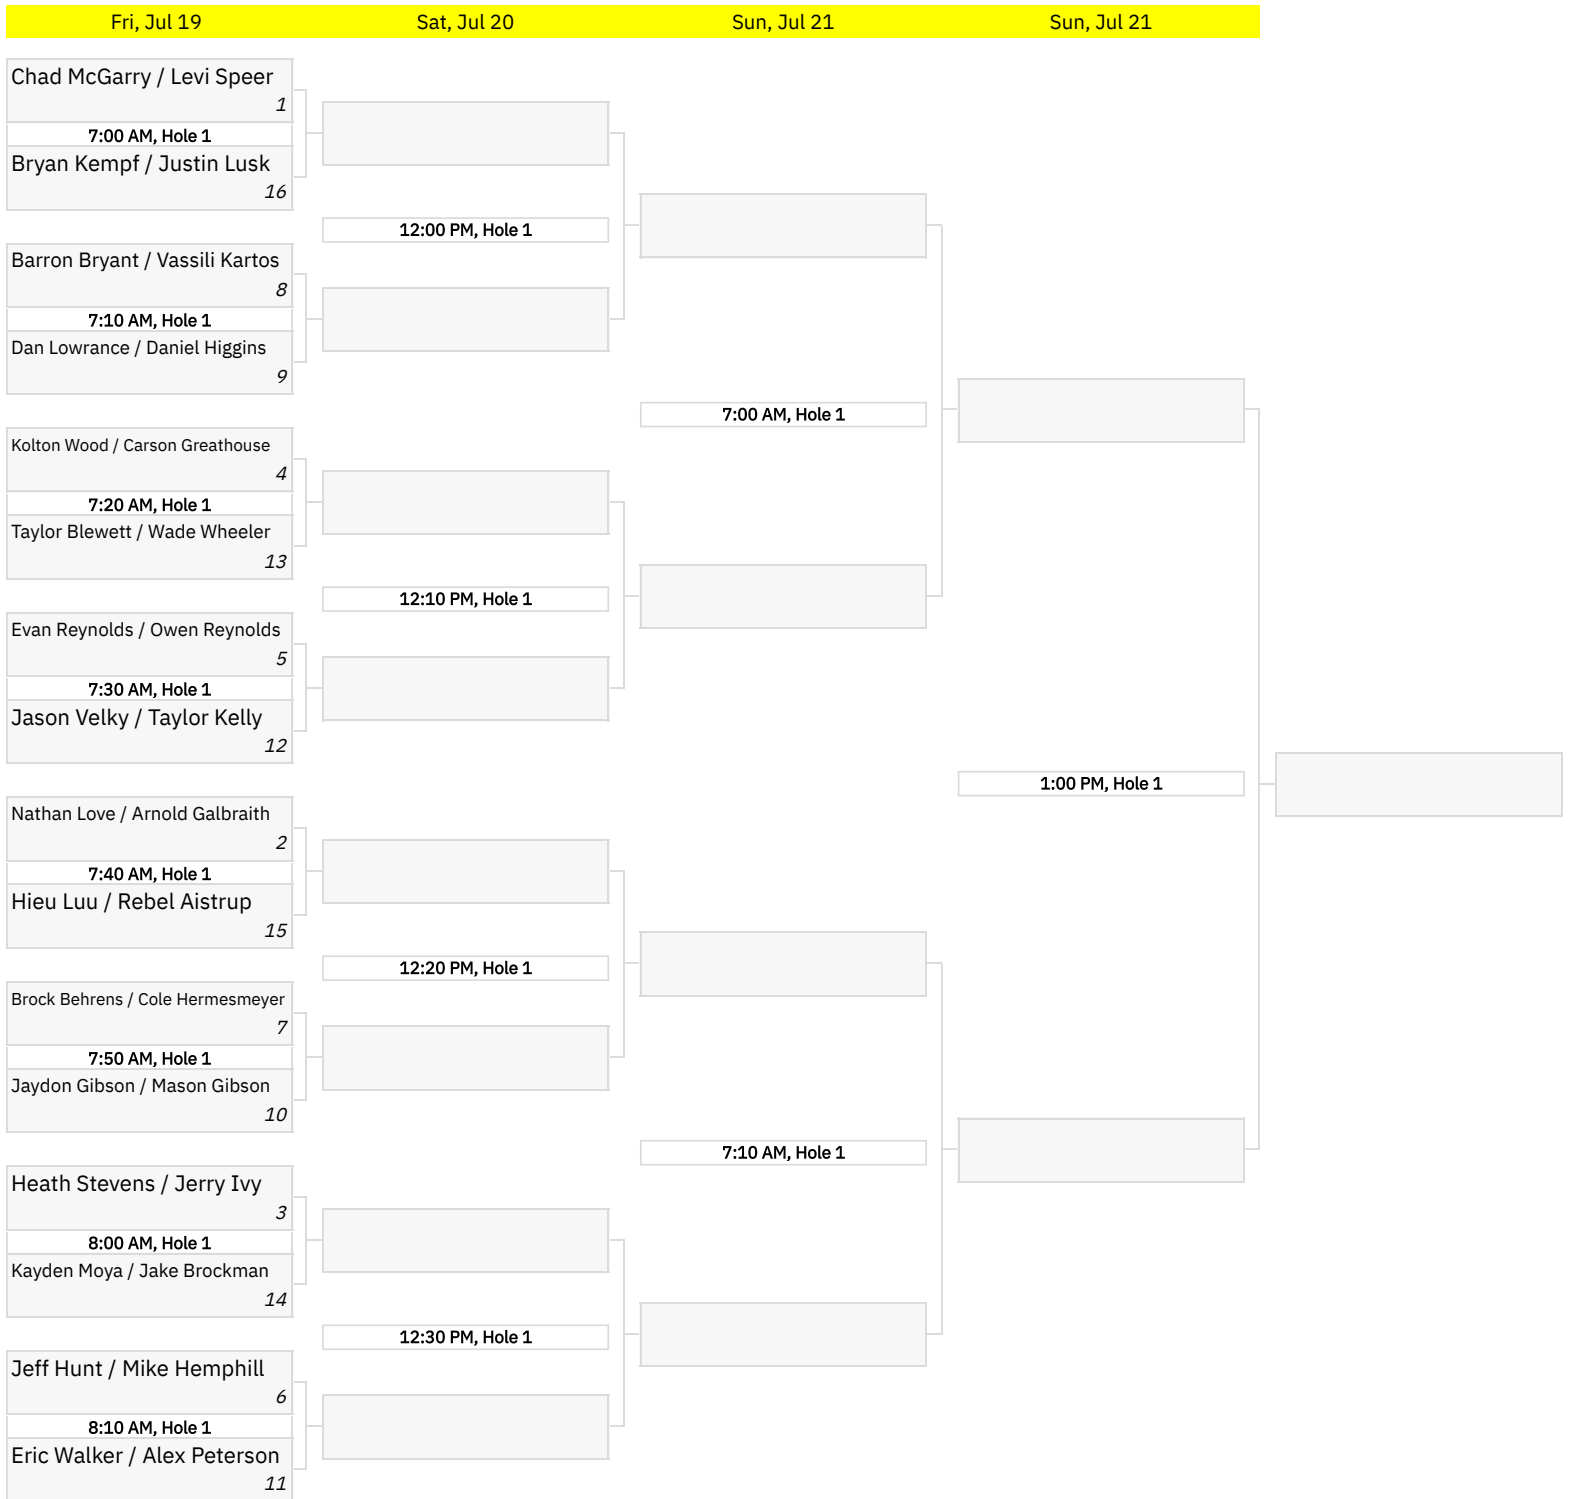 Fri, Jul 19
Sat, Jul 20
Sun, Jul 21
Sun, Jul 21
Chad McGarry / Levi Speer
1
7:00 AM, Hole 1
Bryan Kempf / Justin Lusk
16
12:00 PM, Hole 1
Barron Bryant / Vassili Kartos
8
7:10 AM, Hole 1
Dan Lowrance / Daniel Higgins
9
7:00 AM, Hole 1
Kolton Wood / Carson Greathouse
4
7:20 AM, Hole 1
Taylor Blewett / Wade Wheeler
13
12:10 PM, Hole 1
Evan Reynolds / Owen Reynolds
5
7:30 AM, Hole 1
Jason Velky / Taylor Kelly
12
1:00 PM, Hole 1
Nathan Love / Arnold Galbraith
2
7:40 AM, Hole 1
Hieu Luu / Rebel Aistrup
15
12:20 PM, Hole 1
Brock Behrens / Cole Hermesmeyer
7
7:50 AM, Hole 1
Jaydon Gibson / Mason Gibson
10
7:10 AM, Hole 1
Heath Stevens / Jerry Ivy
3
8:00 AM, Hole 1
Kayden Moya / Jake Brockman
14
12:30 PM, Hole 1
Jeff Hunt / Mike Hemphill
6
8:10 AM, Hole 1
Eric Walker / Alex Peterson
11